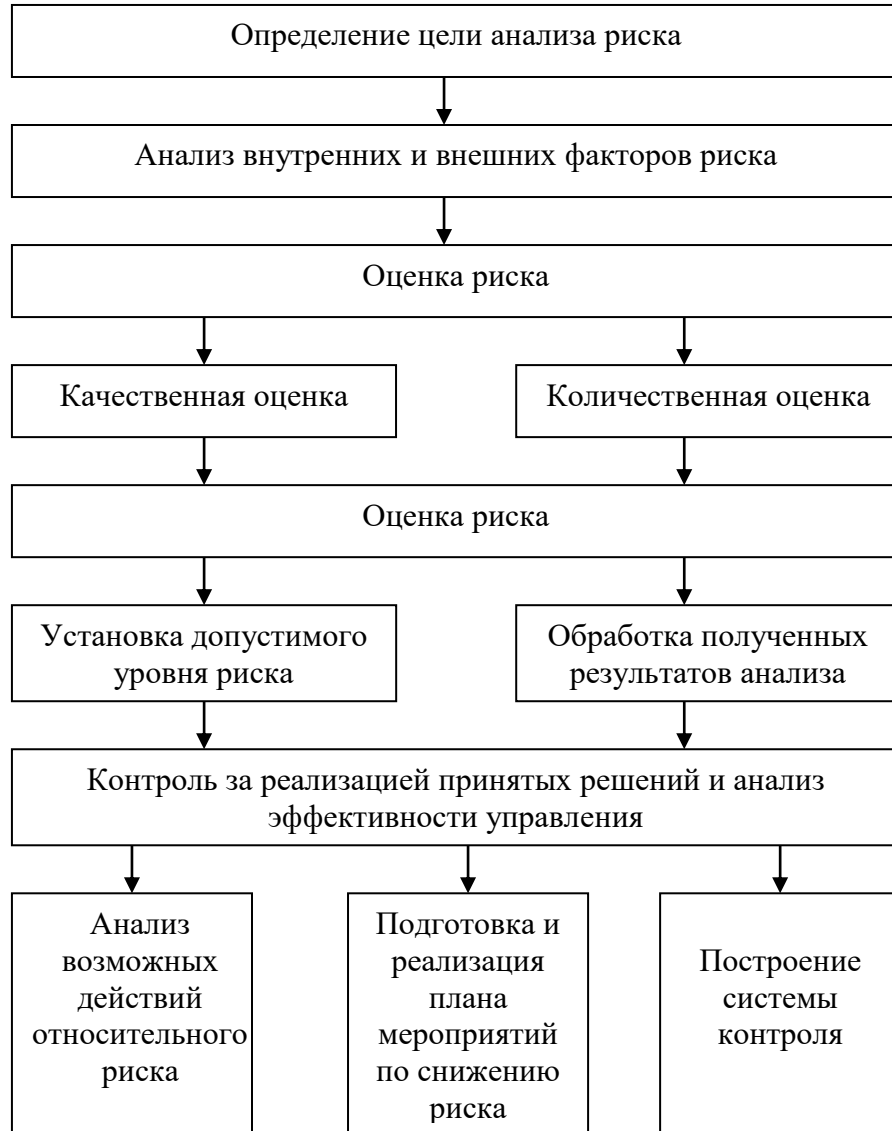 Определение цели анализа риска
Анализ внутренних и внешних факторов риска
Оценка риска
Качественная оценка
Количественная оценка
Оценка риска
Установка допустимого
уровня риска
Обработка полученных
результатов анализа
Контроль за реализацией принятых решений и анализ
эффективности управления
Анализ
возможных
действий
относительного
риска
Подготовка и
реализация
плана
мероприятий
по снижению
риска
Построение
системы
контроля